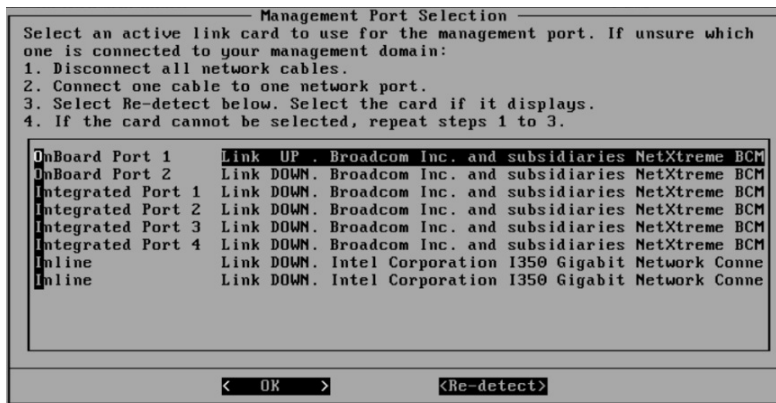 Management Port Selection
Select an active link card to use for the management port. If unsure which
one is connected to your management domain:
1. Disconnect all network cables.
2. Connect one cable to one network port.
3. Select Re-detect below. Select the card if it displays.
4. If the card cannot be selected, repeat steps 1 to 3.
OnBoard Port 1 Link UP . Broadcom Inc. and subsidiaries NetXtreme BCM
OnBoard Port 2 Link DOWN. Broadcom Inc. and subsidiaries NetXtreme BCM
Integrated Port 1 Link DOWN. Broadcom Inc. and subsidiaries NetXtreme BCM
Integrated Port 2 Link DOWN. Broadcom Inc. and subsidiaries NetXtreme BCM
Integrated Port 3 Link DOWN. Broadcom Inc. and subsidiaries NetXtreme BCM
Integrated Port 4 Link DOWN. Broadcom Inc. and subsidiaries NetXtreme BCM
Inline Link DOWN. Intel Corporation I350 Gigabit Network Conne
Inline Link DOWN. Intel Corporation I350 Gigabit Network Conne
< OK > <Re-detect>